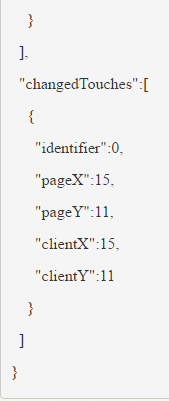 }
],
"changedTouches":[
{
"identifier":0,
"pageX":15,
"pageY":11,
"clientX":15,
"clientY":11
}
]
}